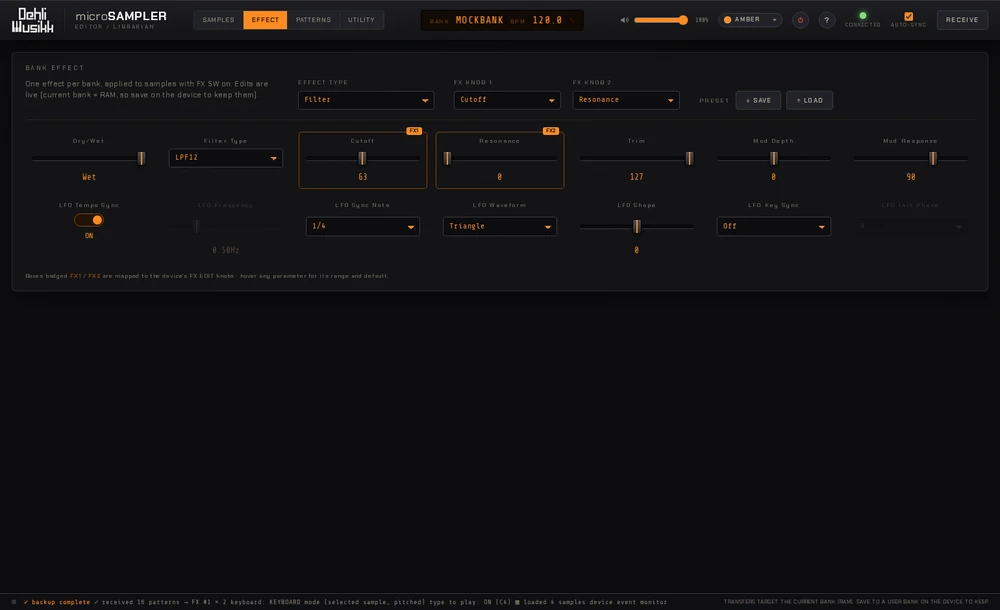 Dehli Musikk
microSAMPLER
EDITOR / LIBRARIAN
SAMPLES EFFECT PATTERNS UTILITY
BANK MOCKBANK BPM 120.0
100%
AMBER
?
CONNECTED
AUTO-SYNC
RECEIVE
BANK EFFECT
One effect per bank, applied to samples with FX SW on. Edits are
live (current bank = RAM, so save on the device to keep them).
EFFECT TYPE
Filter
FX KNOB 1
Cutoff
FX KNOB 2
Resonance
PRESET
↓ SAVE
↑ LOAD
Dry/Wet
Wet
Filter Type
LPF12
FX1
Cutoff
63
FX2
Resonance
0
Trim
127
Mod Depth
0
Mod Response
90
LFO Tempo Sync
ON
LFO Frequency
0.50Hz
LFO Sync Note
1/4
LFO Waveform
Triangle
LFO Shape
0
LFO Key Sync
Off
LFO Init Phase
0
Boxes badged FX1 / FX2 are mapped to the device's FX EDIT knobs · hover any parameter for its range and default.
✓ backup complete ✓ received 16 patterns → FX #1 = 2 keyboard: KEYBOARD mode (selected sample, pitched) type to play: ON (C4) ▦ loaded 4 samples device event monitor
TRANSFERS TARGET THE CURRENT BANK (RAM). SAVE TO A USER BANK ON THE DEVICE TO KEEP